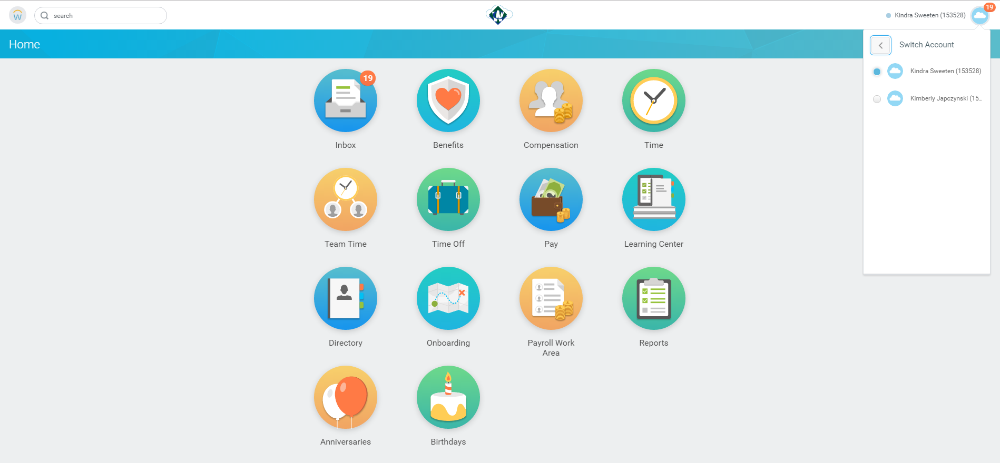 W
search
Kindra Sweeten (153528)
19
Home
Switch Account
Kindra Sweeten (153528)
Kimberly Japczynski (15...
19
Inbox
Benefits
Compensation
Time
Team Time
Time Off
Pay
Learning Center
Directory
Onboarding
Payroll Work
Area
Reports
Anniversaries
Birthdays